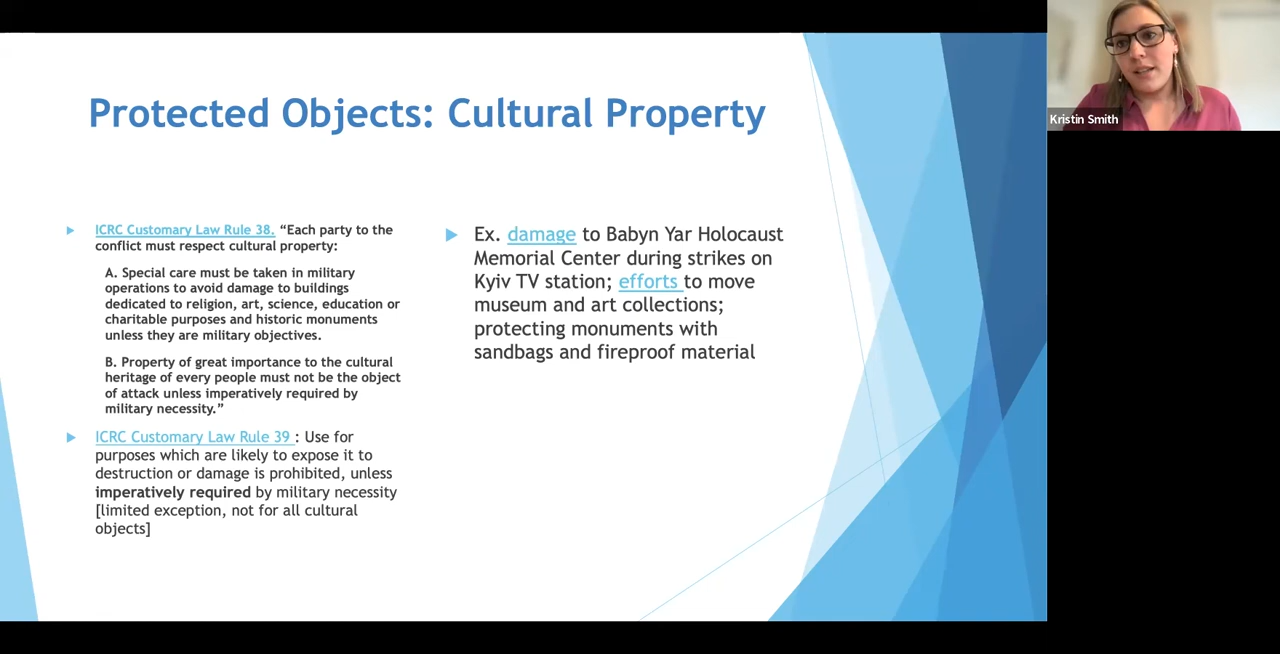 Protected Objects: Cultural Property
ICRC Customary Law Rule 38. “Each party to the
conflict must respect cultural property:
A. Special care must be taken in military
operations to avoid damage to buildings
dedicated to religion, art, science, education or
charitable purposes and historic monuments
unless they are military objectives.
B. Property of great importance to the cultural
heritage of every people must not be the object
of attack unless imperatively required by
military necessity.”
ICRC Customary Law Rule 39 : Use for
purposes which are likely to expose it to
destruction or damage is prohibited, unless
imperatively required by military necessity
[limited exception, not for all cultural
objects]
Ex. damage to Babyn Yar Holocaust
Memorial Center during strikes on
Kyiv TV station; efforts to move
museum and art collections;
protecting monuments with
sandbags and fireproof material
Kristin Smith